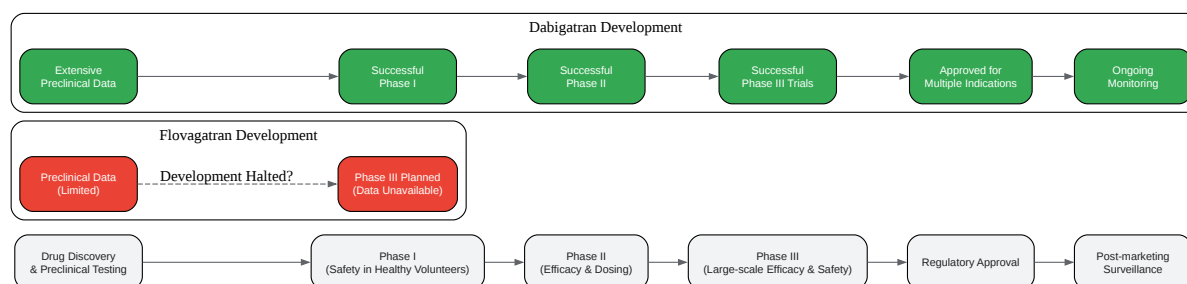 Dabigatran Development
Extensive
Preclinical Data
Successful
Phase I
Successful
Phase II
Successful
Phase III Trials
Approved for
Multiple Indications
Ongoing
Monitoring
Flovagatran Development
Preclinical Data
(Limited)
Development Halted?
Phase III Planned
(Data Unavailable)
Drug Discovery
& Preclinical Testing
Phase I
(Safety in Healthy Volunteers)
Phase II
(Efficacy & Dosing)
Phase III
(Large-scale Efficacy & Safety)
Regulatory Approval
Post-marketing
Surveillance